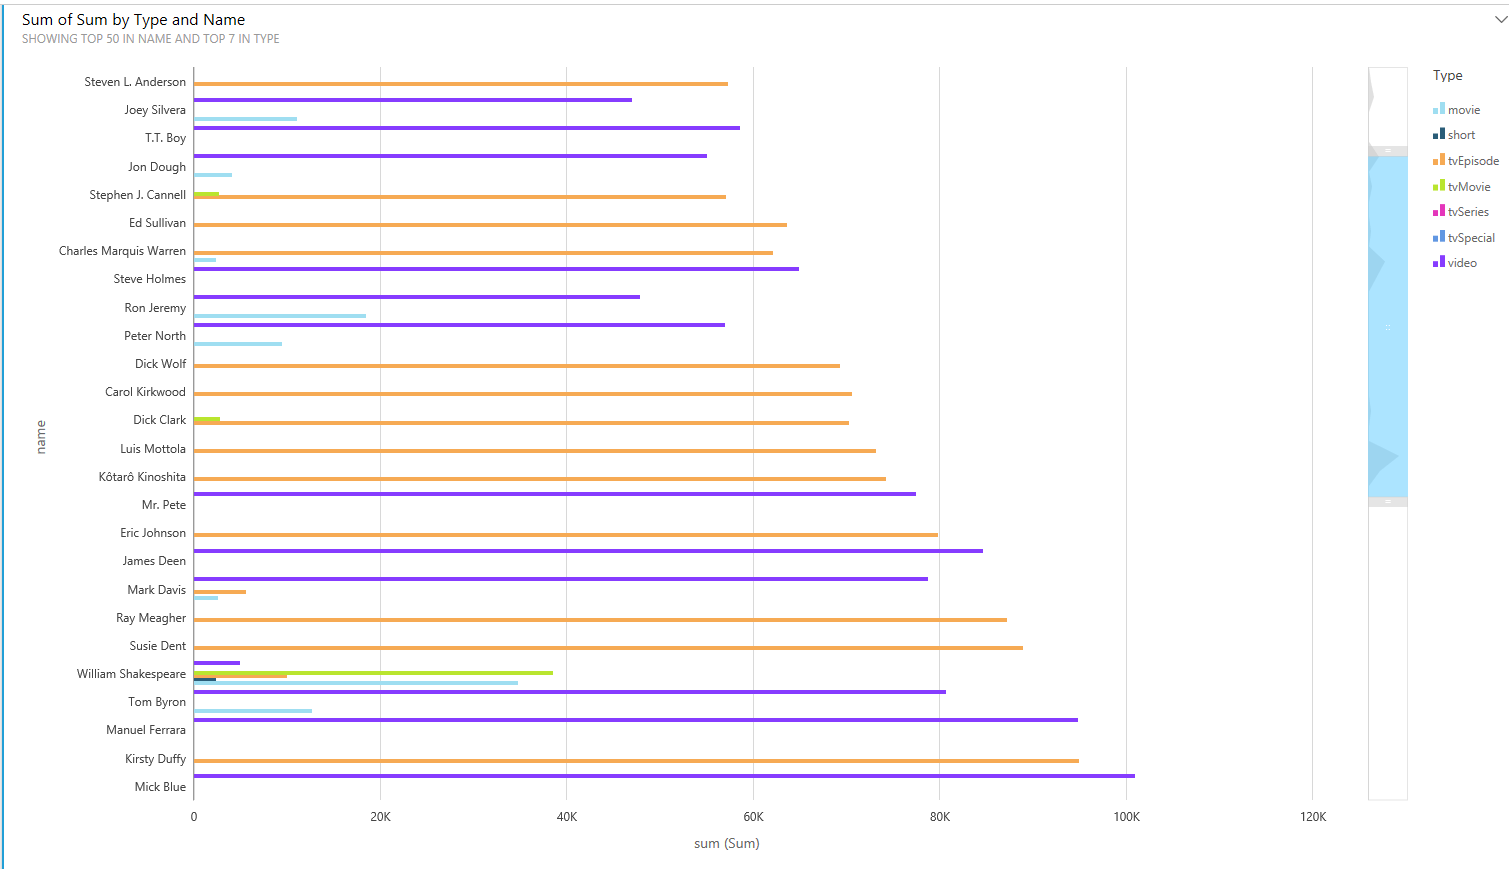 Sum of Sum by Type and Name
SHOWING TOP 50 IN NAME AND TOP 7 IN TYPE
name
Steven L. Anderson
Joey Silvera
T.T. Boy
Jon Dough
Stephen J. Cannell
Ed Sullivan
Charles Marquis Warren
Steve Holmes
Ron Jeremy
Peter North
Dick Wolf
Carol Kirkwood
Dick Clark
Luis Mottola
Kôtarô Kinoshita
Mr. Pete
Eric Johnson
James Deen
Mark Davis
Ray Meagher
Susie Dent
William Shakespeare
Tom Byron
Manuel Ferrara
Kirsty Duffy
Mick Blue
0 20K 40K 60K 80K 100K 120K
sum (Sum)
Type
movie
short
tvEpisode
tvMovie
tvSeries
tvSpecial
video